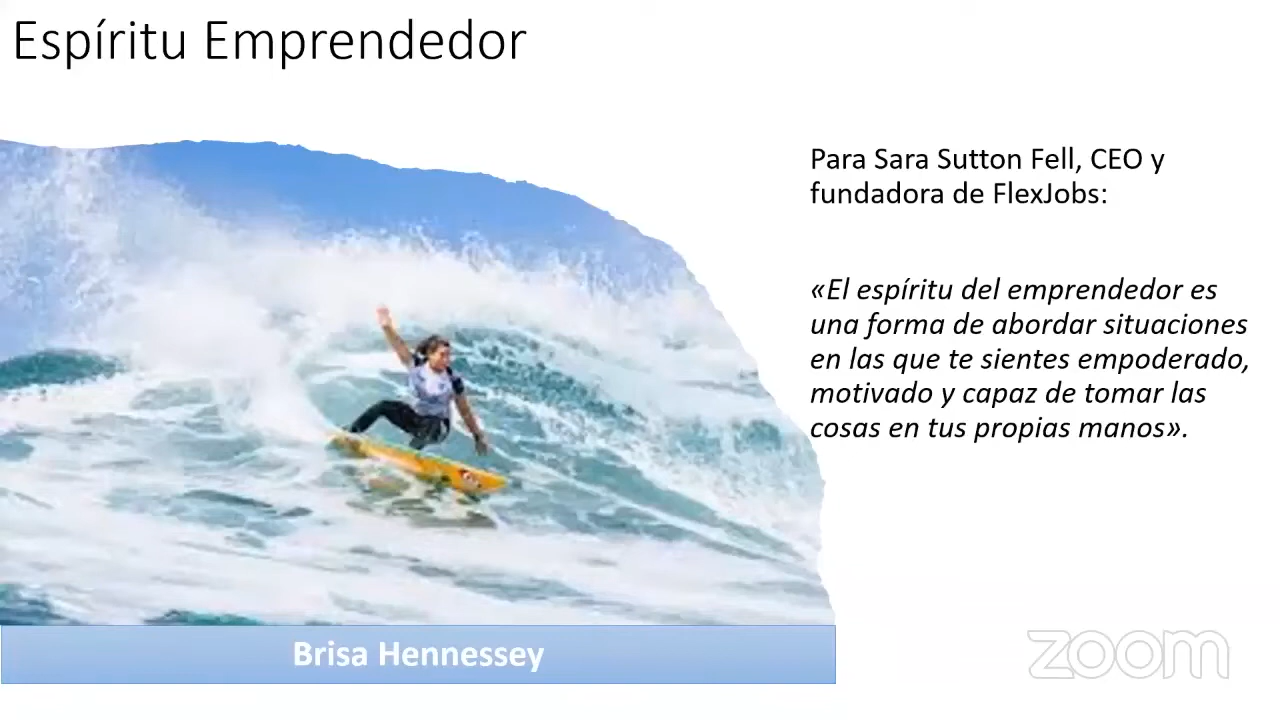 Espíritu Emprendedor
Para Sara Sutton Fell, CEO y
fundadora de FlexJobs:
«El espíritu del emprendedor es
una forma de abordar situaciones
en las que te sientes empoderado,
motivado y capaz de tomar las
cosas en tus propias manos».
Brisa Hennessey
zoom